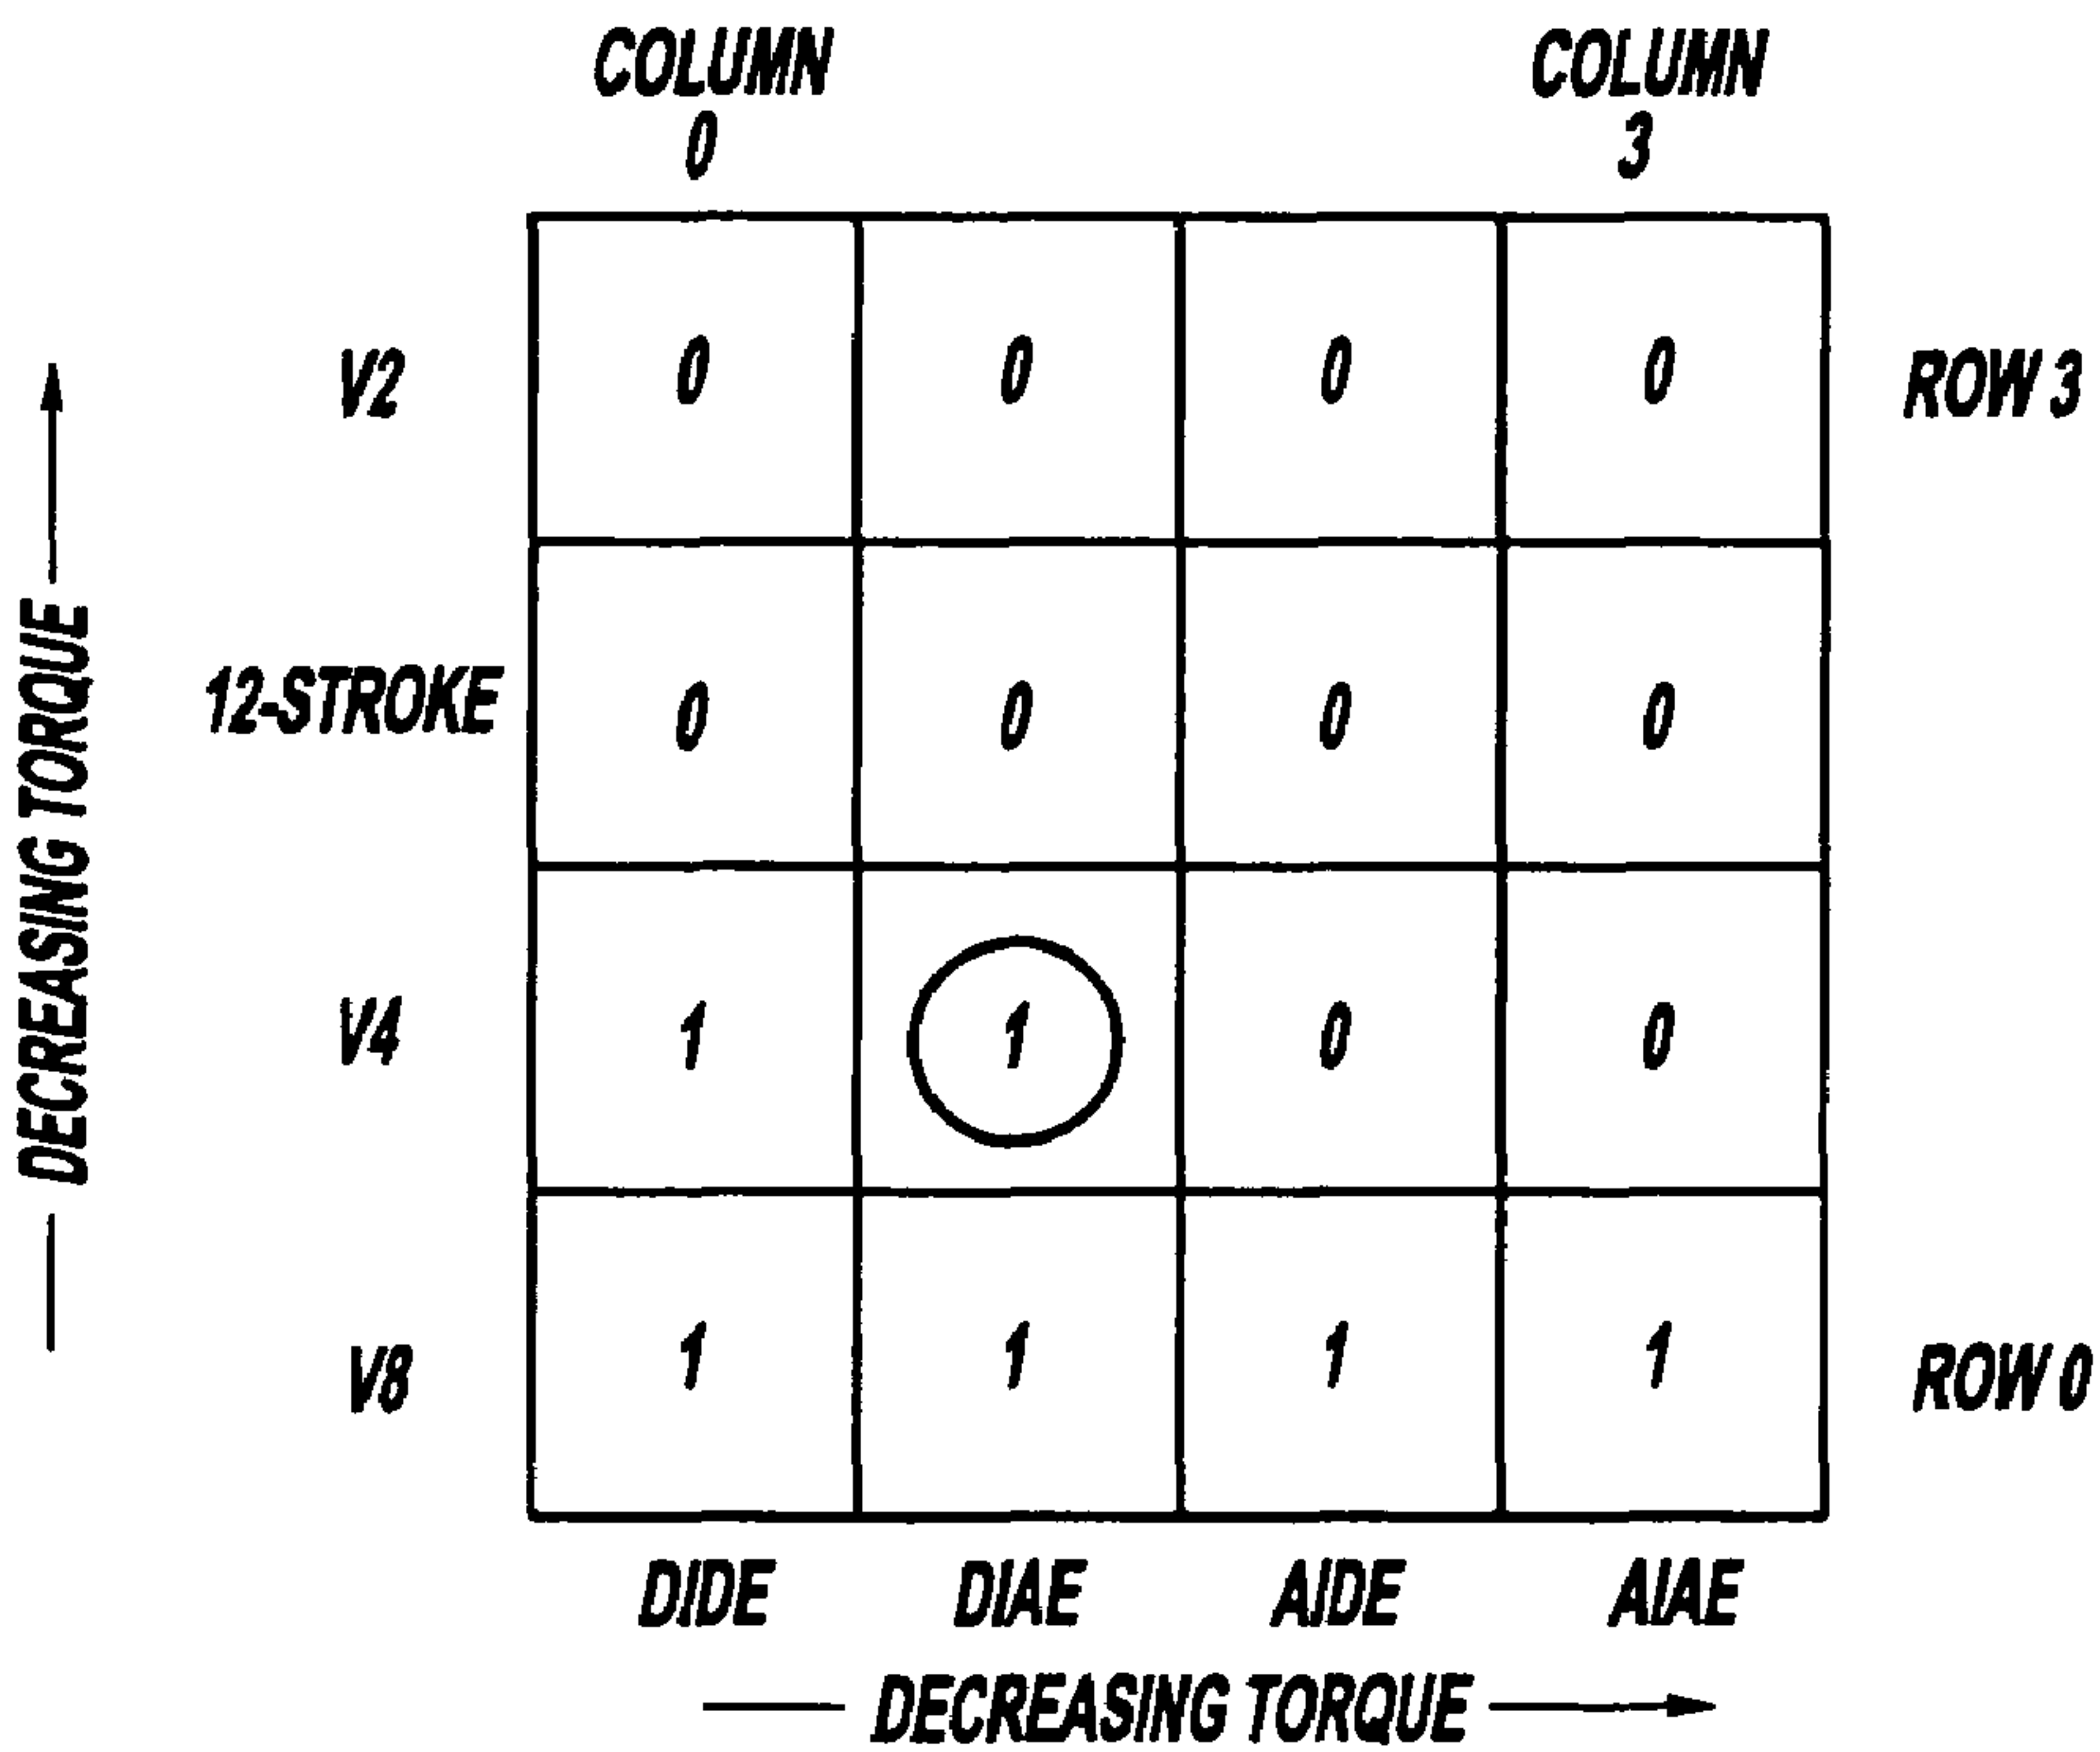 COLUMN COLUMN
0 3
V2 0 0 0 0 ROW 3
12-STROKE 0 0 0 0
V4 1 1 0 0
V8 1 1 1 1 ROW 0
DIDE DIAE AIDE AIAE
DECREASING TORQUE
DECREASING TORQUE